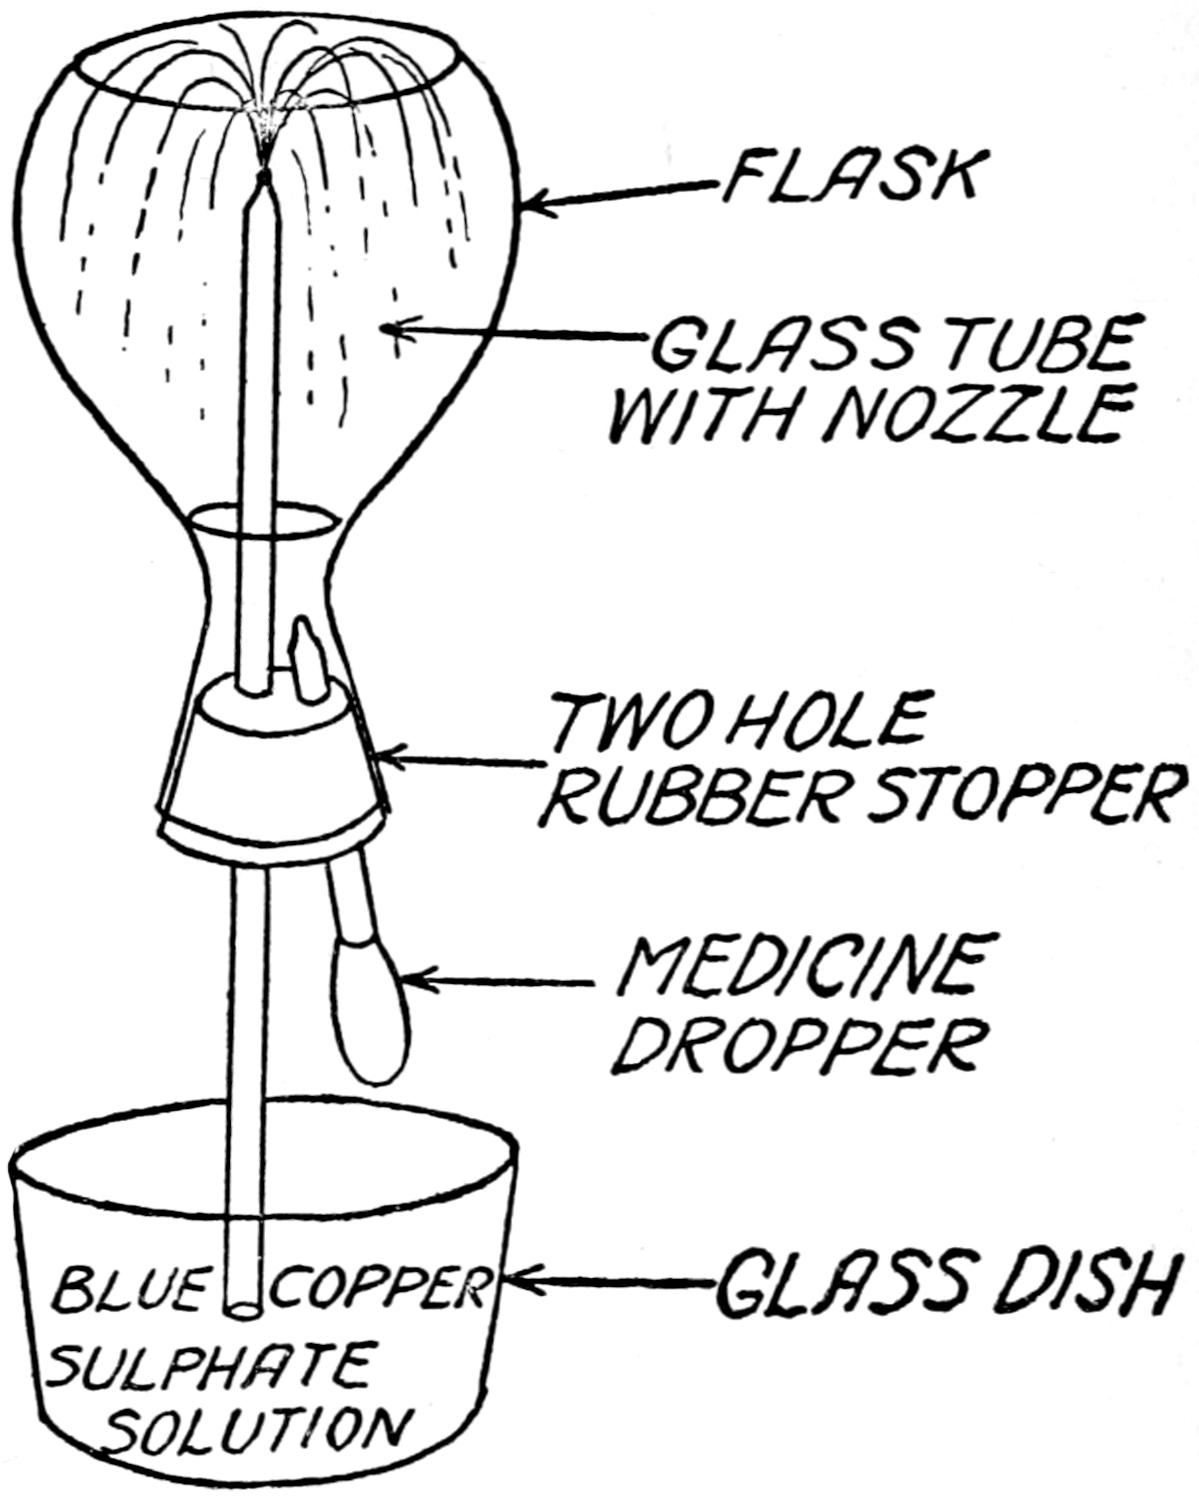 FLASK
GLASS TUBE
WITH NOZZLE
TWO HOLE
RUBBER STOPPER
MEDICINE
DROPPER
GLASS DISH
BLUE COPPER
SULPHATE
SOLUTION